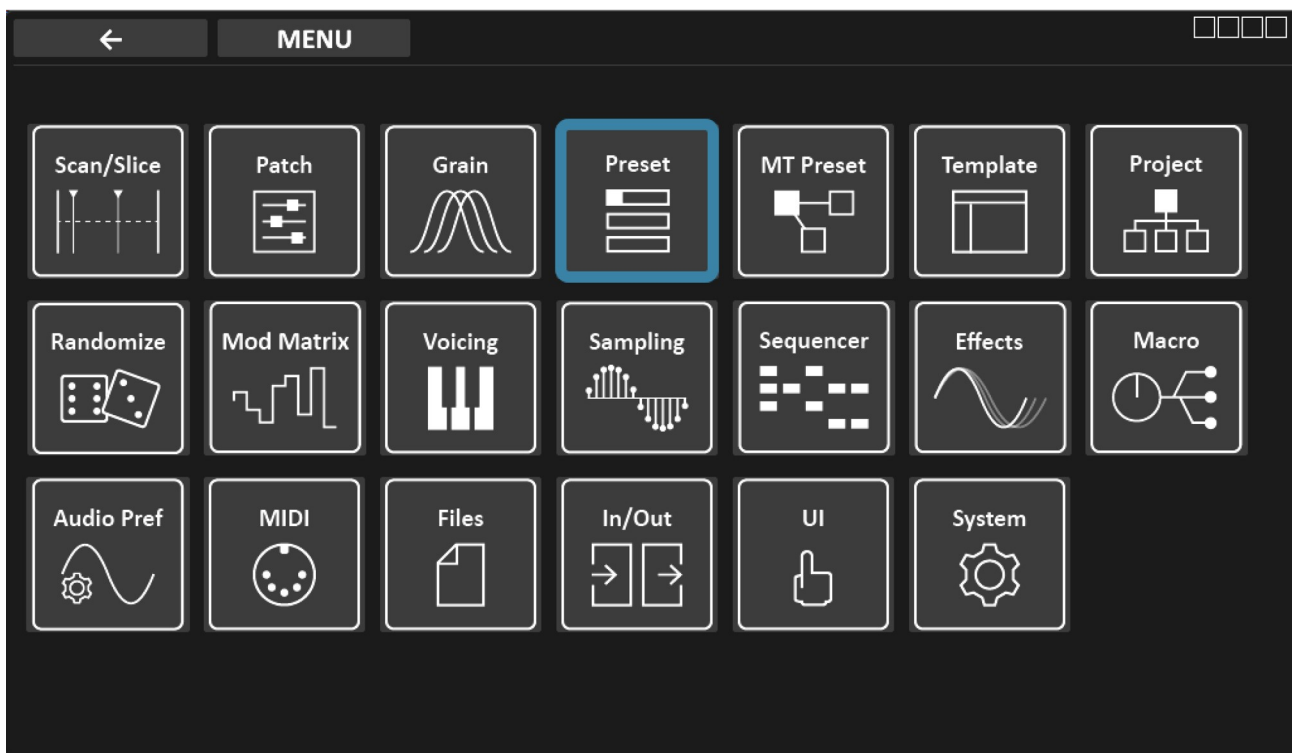 MENU
Scan/Slice Patch Grain Preset MT Preset Template Project
Randomize Mod Matrix Voicing Sampling Sequencer Effects Macro
Audio Pref MIDI Files In/Out UI System